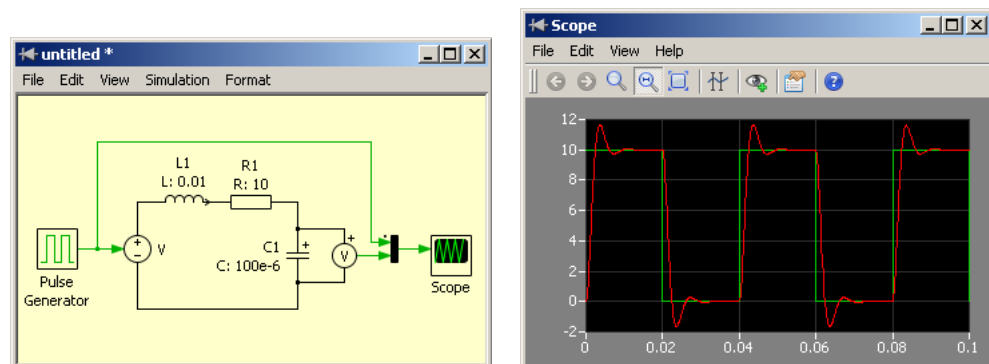 untitled *
File Edit View Simulation Format
L1
L: 0.01
R1
R: 10
V
C1
C: 100e-6
V
Pulse
Generator
Scope
Scope
File Edit View Help
12
10
8
6
4
2
0
-2
0 0.02 0.04 0.06 0.08 0.1